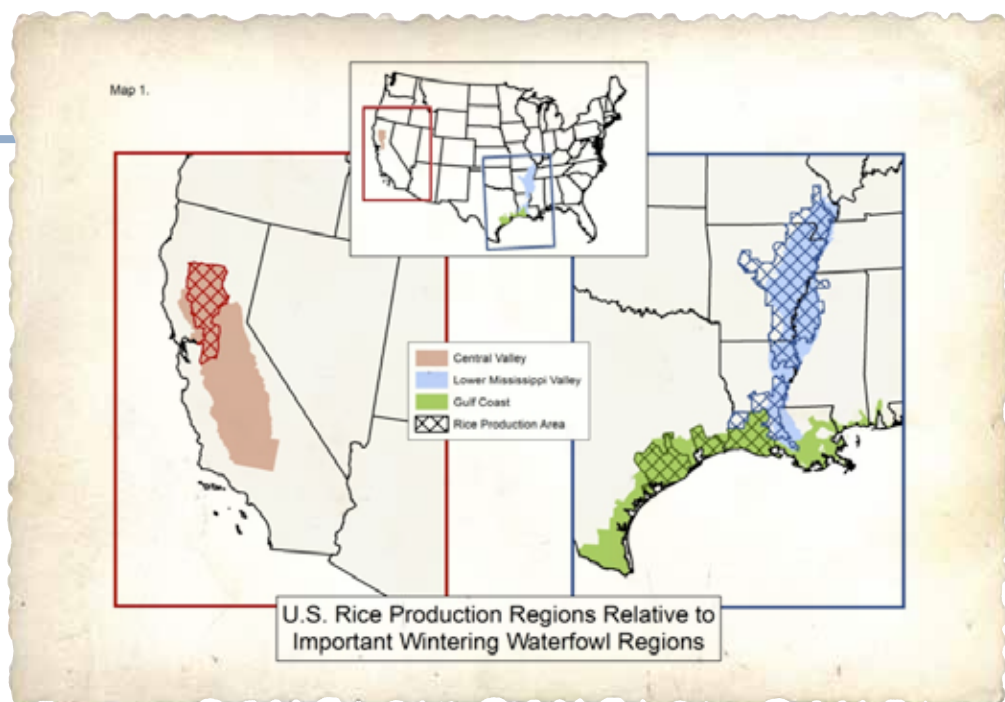 Map 1.
Central Valley
Lower Mississippi Valley
Gulf Coast
Rice Production Area
U.S. Rice Production Regions Relative to
Important Wintering Waterfowl Regions